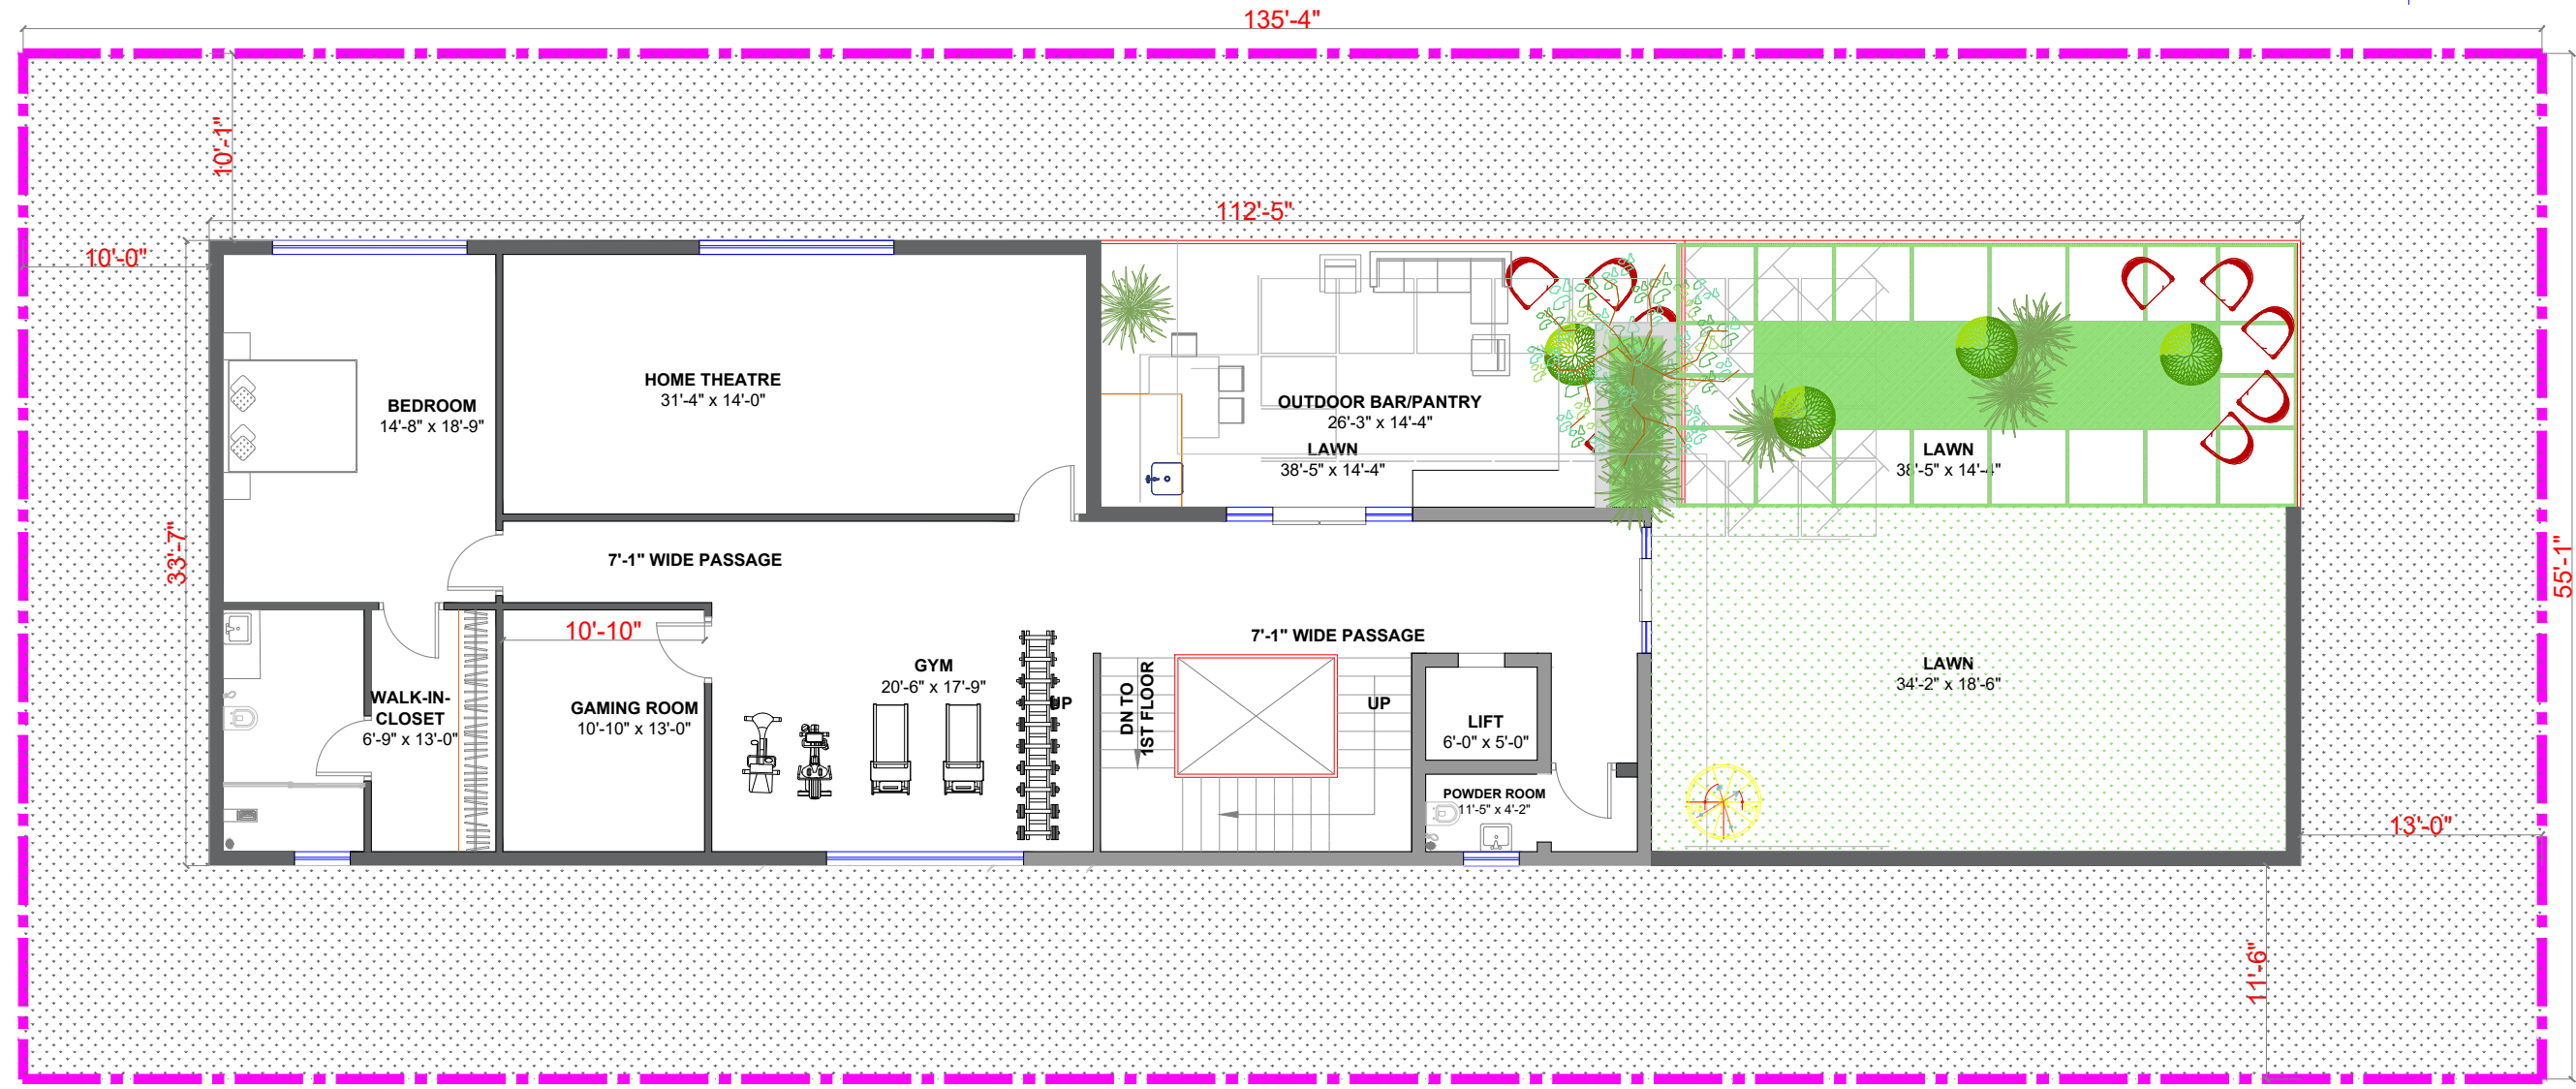 135'-4"
10'-1"
112'-5"
10'-0"
HOME THEATRE
31'-4" x 14'-0"
BEDROOM
14'-8" x 18'-9"
OUTDOOR BAR/PANTRY
26'-3" x 14'-4"
LAWN
38'-5" x 14'-4"
LAWN
38'-5" x 14'-4"
33'-7"
7'-1" WIDE PASSAGE
55'-1"
10'-10"
7'-1" WIDE PASSAGE
GYM
20'-6" x 17'-9"
LAWN
34'-2" x 18'-6"
WALK-IN-
CLOSET
6'-9" x 13'-0"
GAMING ROOM
10'-10" x 13'-0"
UP
DN TO
1ST FLOOR
UP
LIFT
6'-0" x 5'-0"
POWDER ROOM
11'-5" x 4'-2"
13'-0"
11'-6"